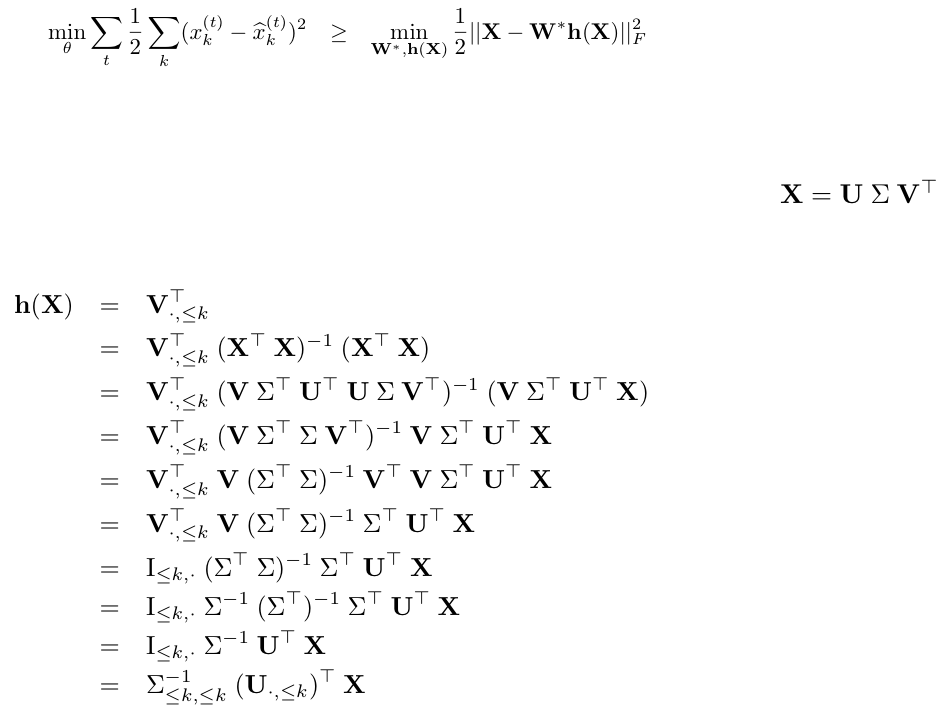 \min_{\theta} \sum_{t} \frac{1}{2} \sum_{k} (x_k^{(t)} - \widehat{x}_k^{(t)})^2 \geq \min_{\mathbf{W}^*, \mathbf{h}(\mathbf{X})} \frac{1}{2} ||\mathbf{X} - \mathbf{W}^* \mathbf{h}(\mathbf{X})||_F^2
\mathbf{X} = \mathbf{U} \Sigma \mathbf{V}^\top
\mathbf{h}(\mathbf{X}) = \mathbf{V}_{\cdot,\leq k}^\top
= \mathbf{V}_{\cdot,\leq k}^\top (\mathbf{X}^\top \mathbf{X})^{-1} (\mathbf{X}^\top \mathbf{X})
= \mathbf{V}_{\cdot,\leq k}^\top (\mathbf{V} \Sigma^\top \mathbf{U}^\top \mathbf{U} \Sigma \mathbf{V}^\top)^{-1} (\mathbf{V} \Sigma^\top \mathbf{U}^\top \mathbf{X})
= \mathbf{V}_{\cdot,\leq k}^\top (\mathbf{V} \Sigma^\top \Sigma \mathbf{V}^\top)^{-1} \mathbf{V} \Sigma^\top \mathbf{U}^\top \mathbf{X}
= \mathbf{V}_{\cdot,\leq k}^\top \mathbf{V} (\Sigma^\top \Sigma)^{-1} \mathbf{V}^\top \mathbf{V} \Sigma^\top \mathbf{U}^\top \mathbf{X}
= \mathbf{V}_{\cdot,\leq k}^\top \mathbf{V} (\Sigma^\top \Sigma)^{-1} \Sigma^\top \mathbf{U}^\top \mathbf{X}
= \mathrm{I}_{\leq k,\cdot} (\Sigma^\top \Sigma)^{-1} \Sigma^\top \mathbf{U}^\top \mathbf{X}
= \mathrm{I}_{\leq k,\cdot} \Sigma^{-1} (\Sigma^\top)^{-1} \Sigma^\top \mathbf{U}^\top \mathbf{X}
= \mathrm{I}_{\leq k,\cdot} \Sigma^{-1} \mathbf{U}^\top \mathbf{X}
= \Sigma_{\leq k,\leq k}^{-1} (\mathbf{U}_{\cdot,\leq k})^\top \mathbf{X}